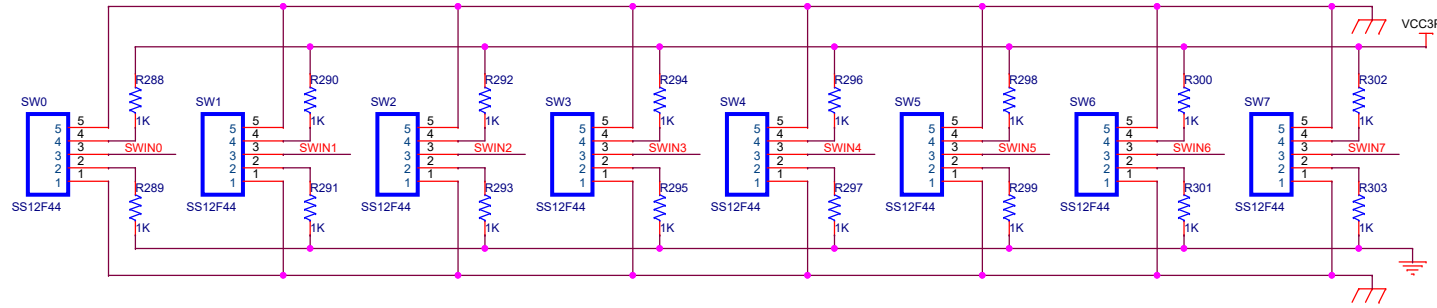 VCC3P
R288 R290 R292 R294 R296 R298 R300 R302
SW0 SW1 SW2 SW3 SW4 SW5 SW6 SW7
1K 1K 1K 1K 1K 1K 1K 1K
5 5 5 5 5 5 5 5 5 5 5 5 5 5 5 5
4 4 4 4 4 4 4 4 4 4 4 4 4 4 4 4
3 3 SWIN0 3 3 SWIN1 3 3 SWIN2 3 3 SWIN3 3 3 SWIN4 3 3 SWIN5 3 3 SWIN6 3 3 SWIN7
2 2 2 2 2 2 2 2 2 2 2 2 2 2 2 2
1 1 1 1 1 1 1 1 1 1 1 1 1 1 1 1
R289 R291 R293 R295 R297 R299 R301 R303
SS12F44 SS12F44 SS12F44 SS12F44 SS12F44 SS12F44 SS12F44 SS12F44
1K 1K 1K 1K 1K 1K 1K 1K